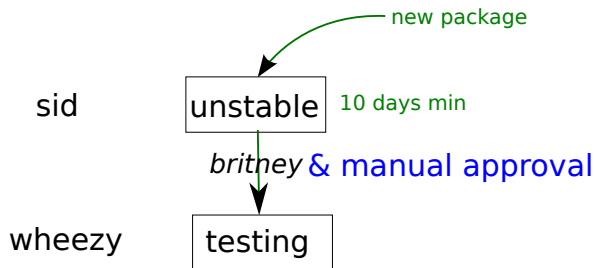 new package
sid unstable 10 days min
britney & manual approval
wheezy testing